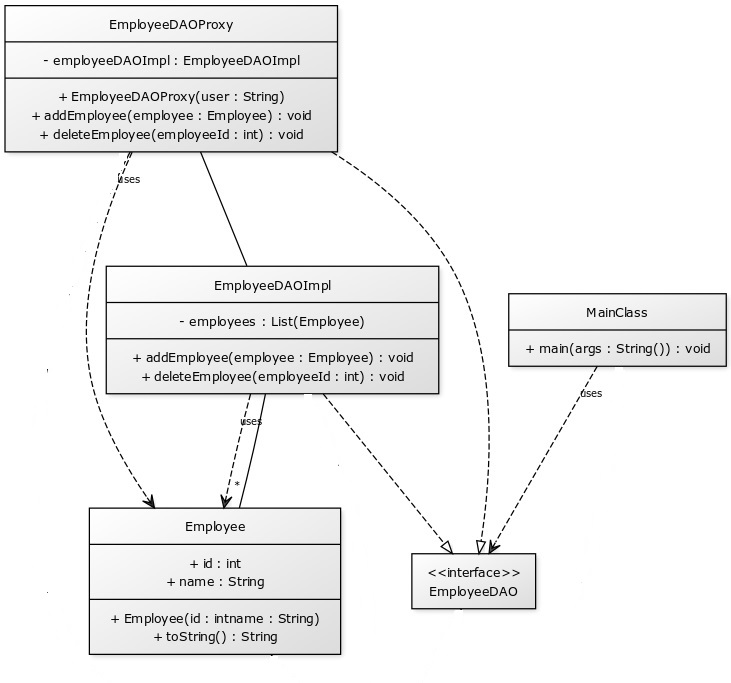 EmployeeDAOProxy
- employeeDAOImpl : EmployeeDAOImpl
+ EmployeeDAOProxy(user : String)
+ addEmployee(employee : Employee) : void
+ deleteEmployee(employeeId : int) : void
uses
EmployeeDAOImpl
- employees : List(Employee)
+ addEmployee(employee : Employee) : void
+ deleteEmployee(employeeId : int) : void
MainClass
+ main(args : String()) : void
uses
uses
*
Employee
+ id : int
+ name : String
+ Employee(id : intname : String)
+ toString() : String
<<interface>>
EmployeeDAO